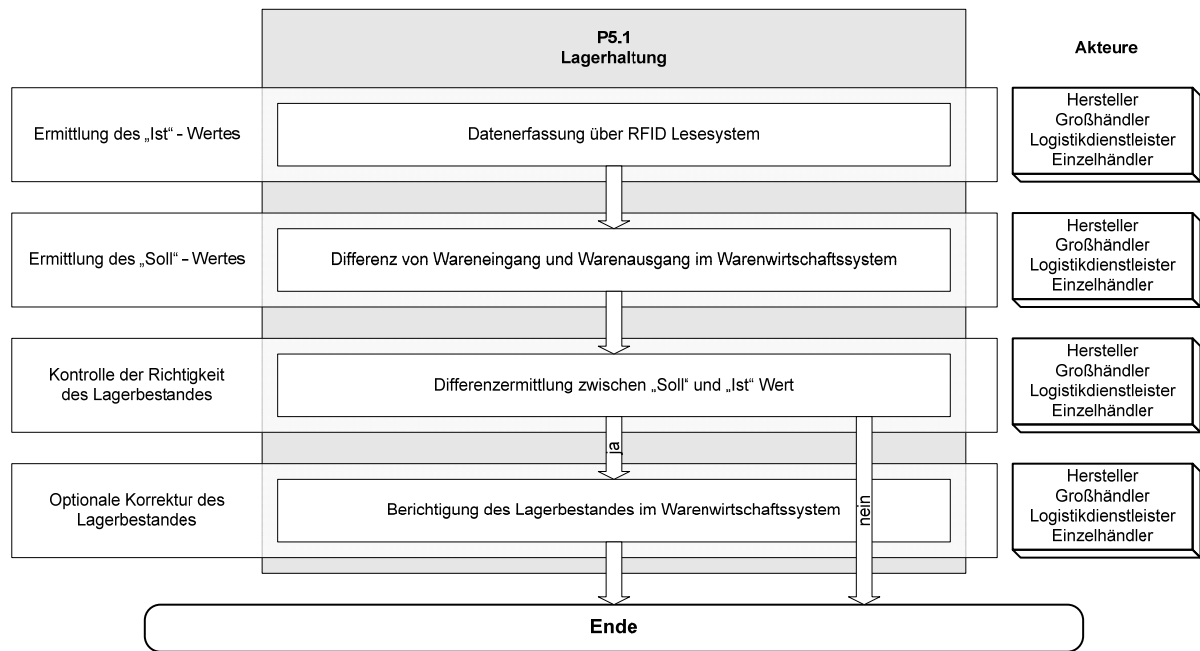 P5.1
Lagerhaltung
Akteure
Ermittlung des „Ist“ - Wertes
Datenerfassung über RFID Lesesystem
Hersteller
Großhändler
Logistikdienstleister
Einzelhändler
Ermittlung des „Soll“ - Wertes
Differenz von Wareneingang und Warenausgang im Warenwirtschaftssystem
Hersteller
Großhändler
Logistikdienstleister
Einzelhändler
Kontrolle der Richtigkeit
des Lagerbestandes
Differenzermittlung zwischen „Soll“ und „Ist“ Wert
Hersteller
Großhändler
Logistikdienstleister
Einzelhändler
ja
nein
Optionale Korrektur des
Lagerbestandes
Berichtigung des Lagerbestandes im Warenwirtschaftssystem
Hersteller
Großhändler
Logistikdienstleister
Einzelhändler
Ende